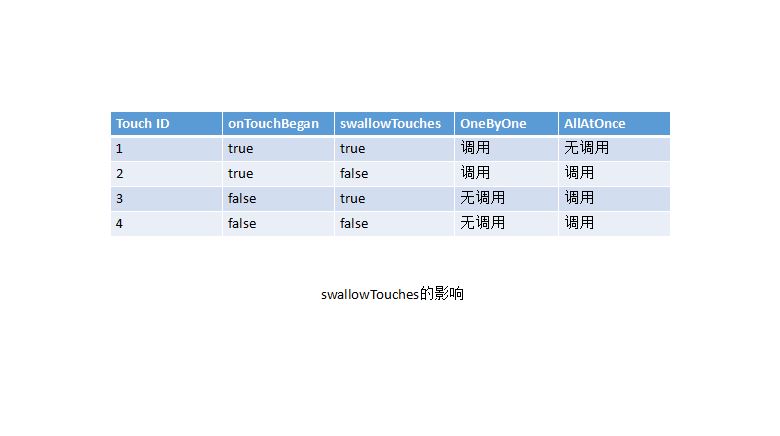 Touch ID onTouchBegan swallowTouches OneByOne AllAtOnce
1 true true 调用 无调用
2 true false 调用 调用
3 false true 无调用 调用
4 false false 无调用 调用
swallowTouches的影响